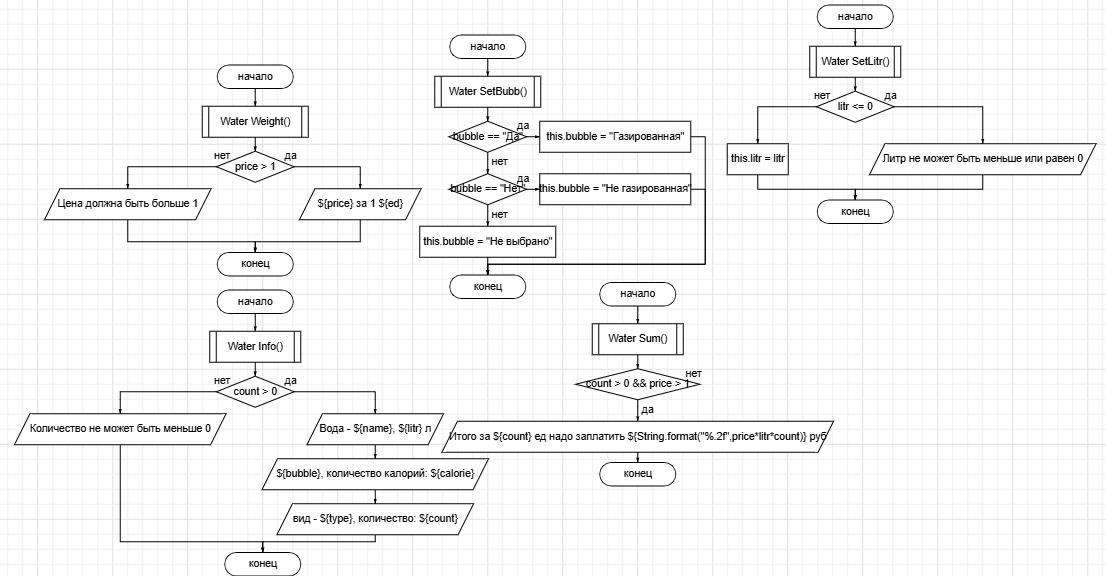 начало
Water Weight()
нет
да
price > 1
Цена должна быть больше 1
${price} за 1 ${ed}
конец
начало
Water SetBubb()
да
bubble == "Да"
this.bubble = "Газированная"
нет
да
bubble == "Нет"
this.bubble = "Не газированная"
нет
this.bubble = "Не выбрано"
конец
начало
Water SetLitr()
нет
да
litr <= 0
this.litr = litr
Литр не может быть меньше или равен 0
конец
начало
Water Info()
нет
да
count > 0
Количество не может быть меньше 0
Вода - ${name}, ${litr} л
${bubble}, количество калорий: ${calorie}
вид - ${type}, количество: ${count}
конец
начало
Water Sum()
нет
count > 0 && price > 1
да
Итого за ${count} ед надо заплатить ${String.format("%.2f",price*litr*count)} руб
конец